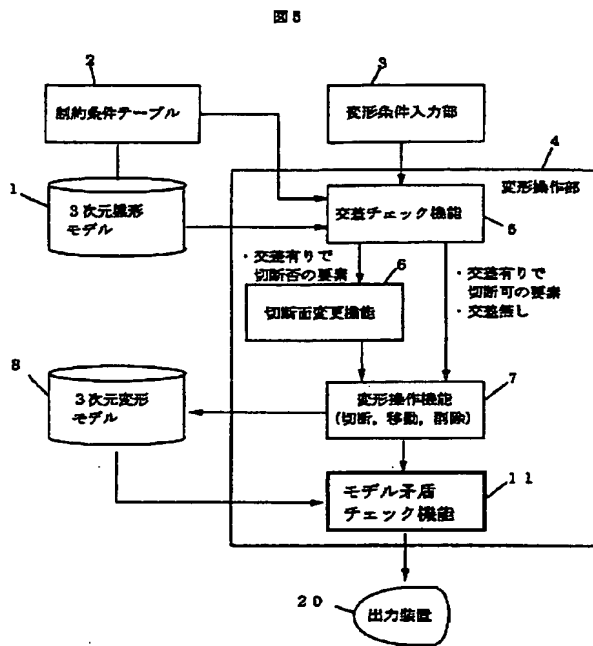 図5
2
3
制約条件テーブル
変形条件入力部
4
変形操作部
1
3次元雛形
モデル
交差チェック機能
5
・交差有りで
切断否の要素
6
・交差有りで
切断可の要素
・交差無し
切断面変更機能
8
3次元変形
モデル
7
変形操作機能
(切断, 移動, 削除)
モデル矛盾
チェック機能
11
20
出力装置